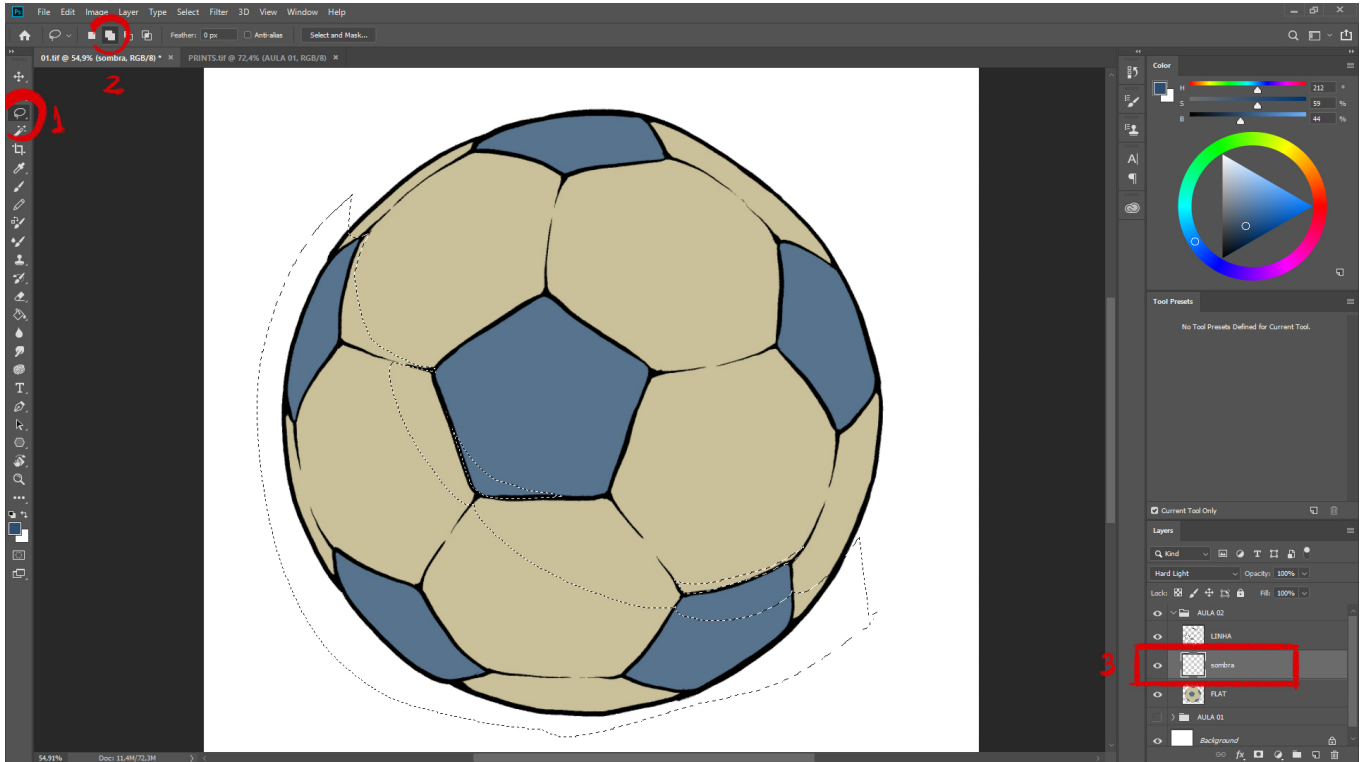 Ps File Edit Image Layer Type Select Filter 3D View Window Help
Feather: 0 px Anti-alias Select and Mask...
01.tif @ 54,9% (sombra, RGB/8) * × PRINTS.tif @ 72,4% (AULA 01, RGB/8) ×
2
1
Color
H 212 °
S 59 %
B 44 %
Tool Presets
No Tool Presets Defined for Current Tool.
Current Tool Only
Layers
Kind
Hard Light Opacity: 100%
Lock: Fill: 100%
AULA 02
LINHA
3
sombra
FLAT
AULA 01
Background
54,91% Doc: 11,4M/72,3M